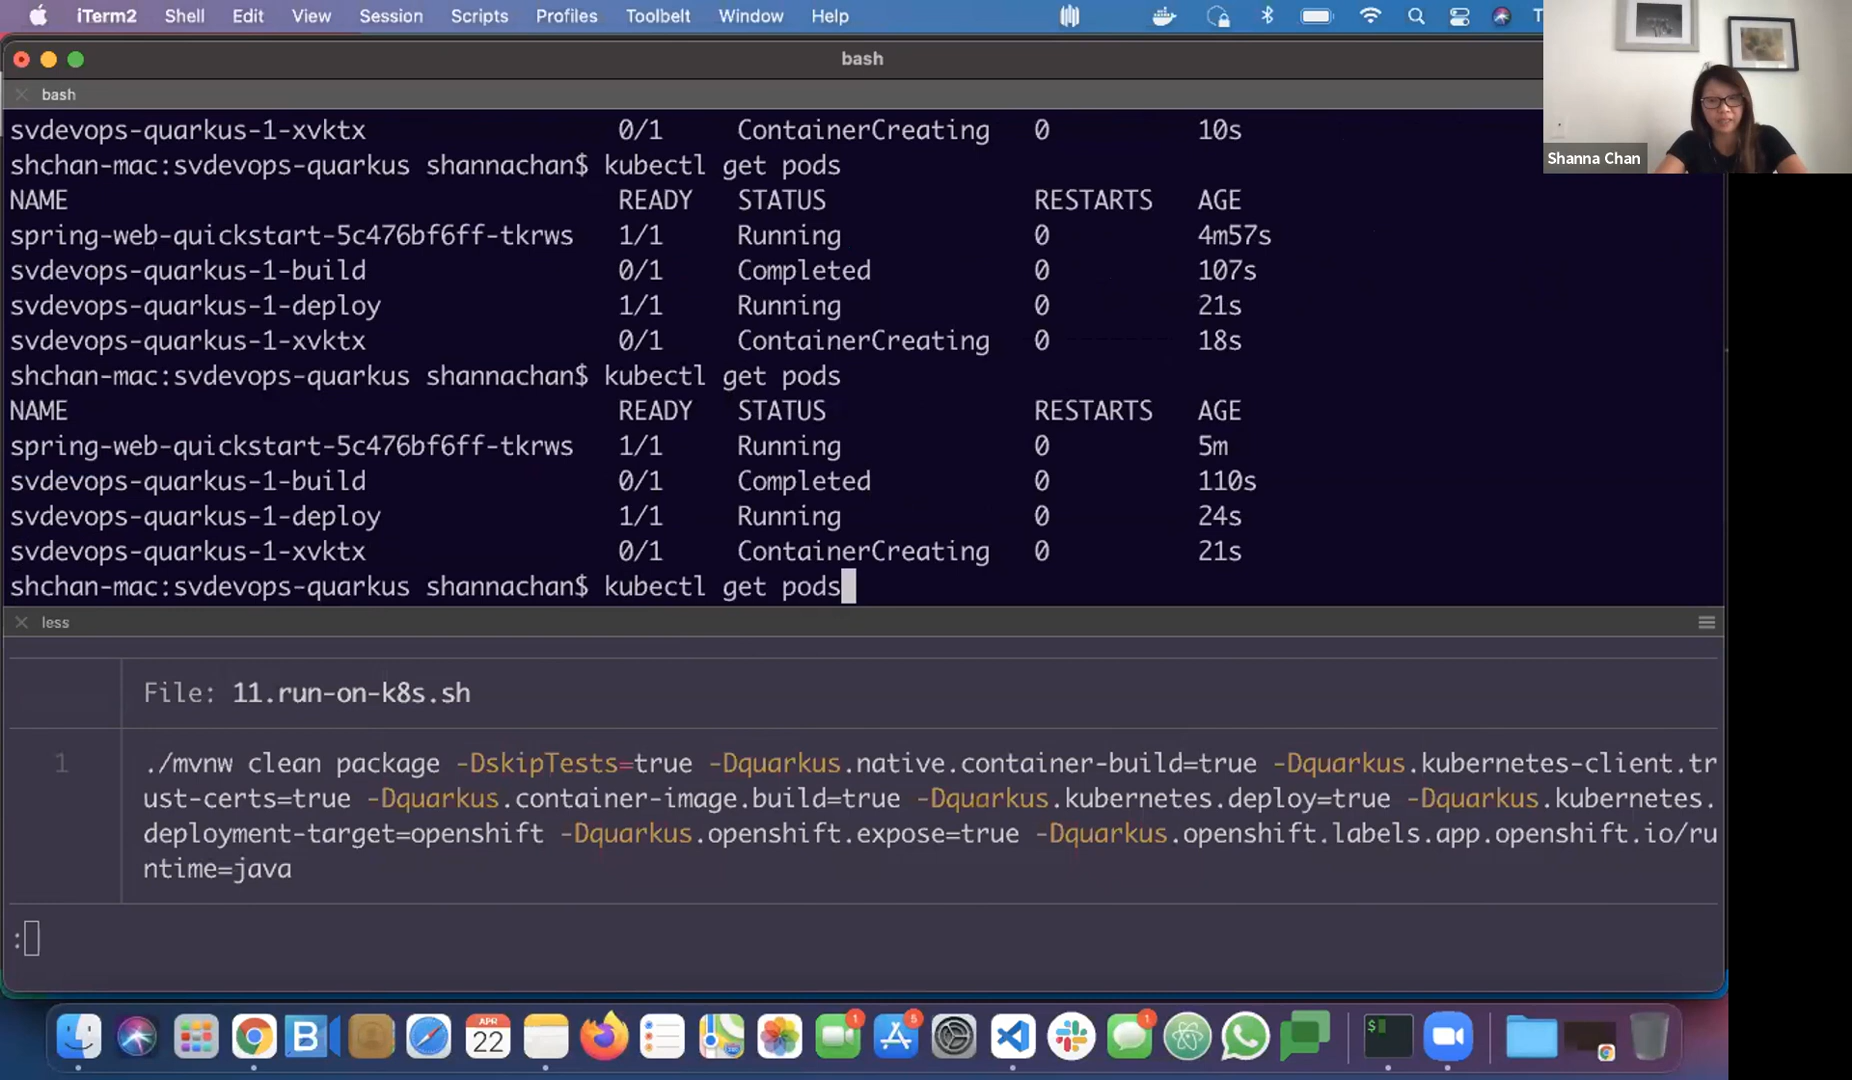 iTerm2 Shell Edit View Session Scripts Profiles Toolbelt Window Help
bash
bash
Shanna Chan
svdevops-quarkus-1-xvktx 0/1 ContainerCreating 0 10s
shchan-mac:svdevops-quarkus shannachan$ kubectl get pods
NAME READY STATUS RESTARTS AGE
spring-web-quickstart-5c476bf6ff-tkrws 1/1 Running 0 4m57s
svdevops-quarkus-1-build 0/1 Completed 0 107s
svdevops-quarkus-1-deploy 1/1 Running 0 21s
svdevops-quarkus-1-xvktx 0/1 ContainerCreating 0 18s
shchan-mac:svdevops-quarkus shannachan$ kubectl get pods
NAME READY STATUS RESTARTS AGE
spring-web-quickstart-5c476bf6ff-tkrws 1/1 Running 0 5m
svdevops-quarkus-1-build 0/1 Completed 0 110s
svdevops-quarkus-1-deploy 1/1 Running 0 24s
svdevops-quarkus-1-xvktx 0/1 ContainerCreating 0 21s
shchan-mac:svdevops-quarkus shannachan$ kubectl get pods
less
File: 11.run-on-k8s.sh
1 ./mvnw clean package -DskipTests=true -Dquarkus.native.container-build=true -Dquarkus.kubernetes-client.tr
ust-certs=true -Dquarkus.container-image.build=true -Dquarkus.kubernetes.deploy=true -Dquarkus.kubernetes.
deployment-target=openshift -Dquarkus.openshift.expose=true -Dquarkus.openshift.labels.app.openshift.io/ru
ntime=java
:
B APR 22 1 5 1 $